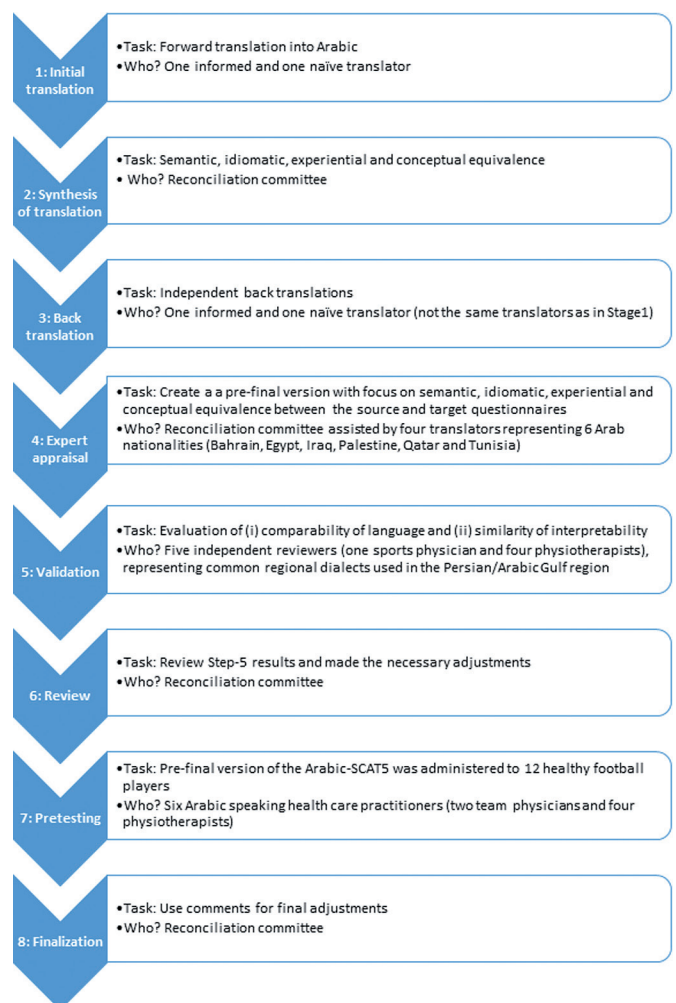 1: Initial
translation
•Task: Forward translation into Arabic
•Who? One informed and one naïve translator
2: Synthesis
of translation
•Task: Semantic, idiomatic, experiential and conceptual equivalence
• Who? Reconciliation committee
3: Back
translation
•Task: Independent back translations
•Who? One informed and one naïve translator (not the same translators as in Stage1)
4: Expert
appraisal
•Task: Create a a pre-final version with focus on semantic, idiomatic, experiential and
conceptual equivalence between the source and target questionnaires
•Who? Reconciliation committee assisted by four translators representing 6 Arab
nationalities (Bahrain, Egypt, Iraq, Palestine, Qatar and Tunisia)
5: Validation
•Task: Evaluation of (i) comparability of language and (ii) similarity of interpretability
•Who? Five independent reviewers (one sports physician and four physiotherapists),
representing common regional dialects used in the Persian/Arabic Gulf region
6: Review
•Task: Review Step-5 results and made the necessary adjustments
•Who? Reconciliation committee
7: Pretesting
•Task: Pre-final version of the Arabic-SCAT5 was administered to 12 healthy football
players
•Who? Six Arabic speaking health care practitioners (two team physicians and four
physiotherapists)
8: Finalization
•Task: Use comments for final adjustments
•Who? Reconciliation committee